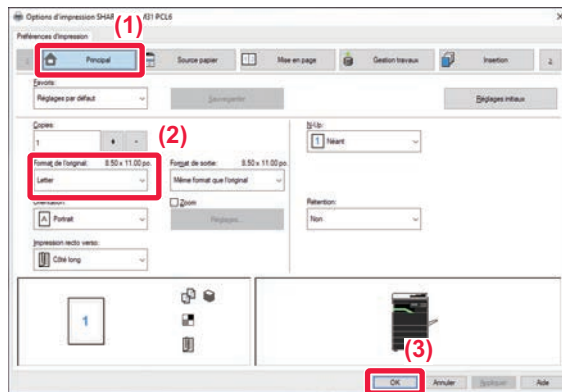 Options d'impression SHAR M31 PCL6
(1)
Préférences d'impression
Principal
Source papier
Mise en page
Gestion travaux
Insertion
Favoris:
Réglages par défaut
Sauvegarder
Réglages initiaux
Copies:
1
(2)
N-Up:
1 Néant
Format de l'original: 8.50 x 11.00 po.
Format de sortie: 8.50 x 11.00 po.
Letter
Même format que l'original
Orientation:
Zoom
Rétention:
A Portrait
Réglages...
Non
Impression recto verso:
Côté long
1
(3)
OK
Annuler
Appliquer
Aide